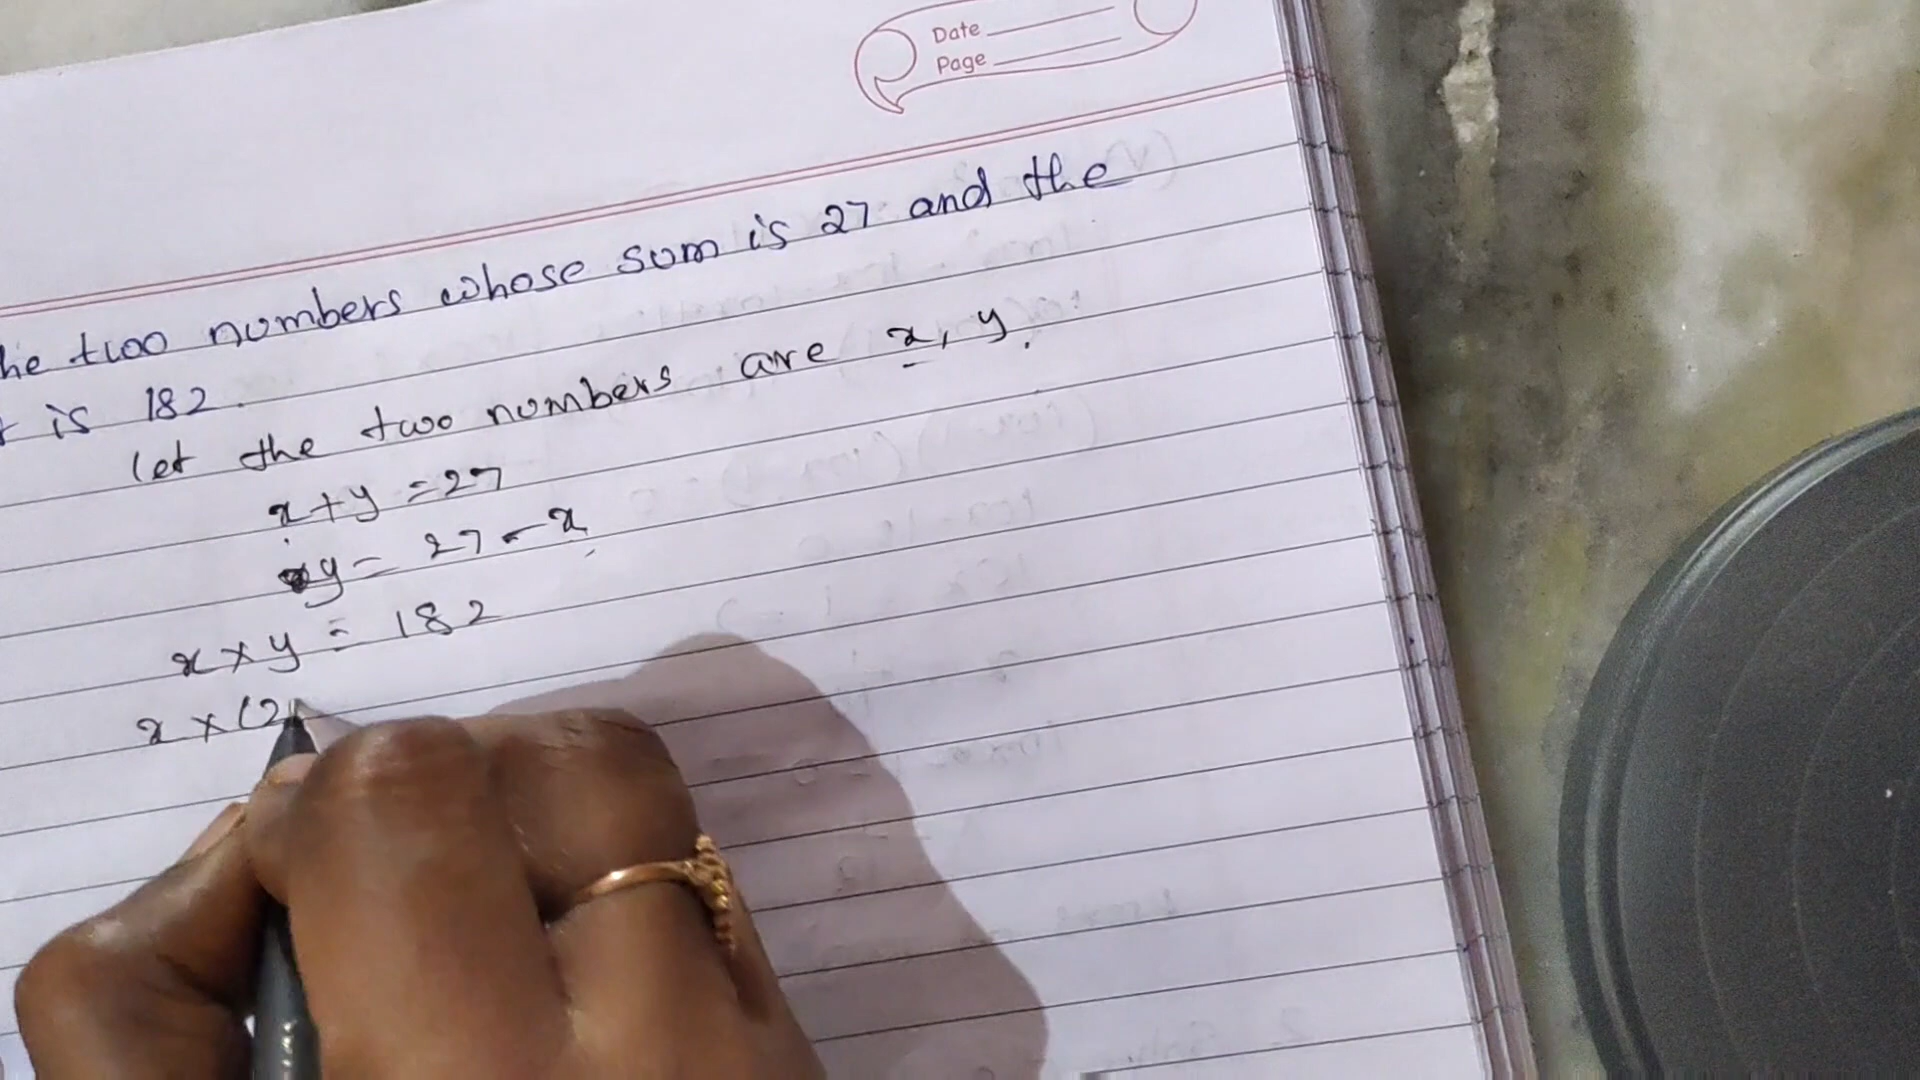 Date
Page
he two numbers whose sum is 27 and the
is 182.
let the two numbers are x, y.
x+y=27
y= 27-x
x×y = 182
x×(2